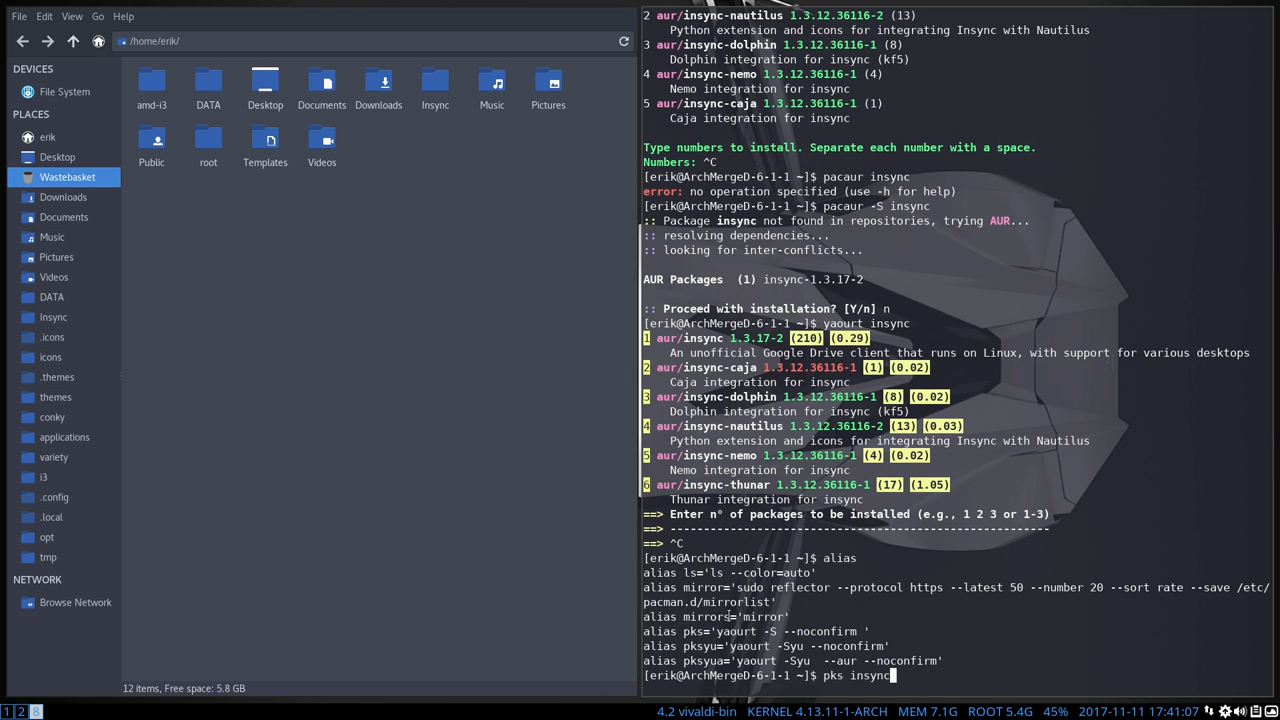 File Edit View Go Help
/home/erik/
DEVICES
File System
PLACES
erik
Desktop
Wastebasket
Downloads
Documents
Music
Pictures
Videos
DATA
Insync
.icons
icons
.themes
themes
conky
applications
variety
i3
.config
.local
opt
tmp
NETWORK
Browse Network
amd-i3 DATA Desktop Documents Downloads Insync Music Pictures
Public root Templates Videos
12 items, Free space: 5.8 GB
2 aur/insync-nautilus 1.3.12.36116-2 (13)
Python extension and icons for integrating Insync with Nautilus
3 aur/insync-dolphin 1.3.12.36116-1 (8)
Dolphin integration for insync (kf5)
4 aur/insync-nemo 1.3.12.36116-1 (4)
Nemo integration for insync
5 aur/insync-caja 1.3.12.36116-1 (1)
Caja integration for insync
Type numbers to install. Separate each number with a space.
Numbers: ^C
[erik@ArchMergeD-6-1-1 ~]$ pacaur insync
error: no operation specified (use -h for help)
[erik@ArchMergeD-6-1-1 ~]$ pacaur -S insync
:: Package insync not found in repositories, trying AUR...
:: resolving dependencies...
:: looking for inter-conflicts...
AUR Packages  (1) insync-1.3.17-2
:: Proceed with installation? [Y/n] n
[erik@ArchMergeD-6-1-1 ~]$ yaourt insync
1 aur/insync 1.3.17-2 (210) (0.29)
An unofficial Google Drive client that runs on Linux, with support for various desktops
2 aur/insync-caja 1.3.12.36116-1 (1) (0.02)
Caja integration for insync
3 aur/insync-dolphin 1.3.12.36116-1 (8) (0.02)
Dolphin integration for insync (kf5)
4 aur/insync-nautilus 1.3.12.36116-2 (13) (0.03)
Python extension and icons for integrating Insync with Nautilus
5 aur/insync-nemo 1.3.12.36116-1 (4) (0.02)
Nemo integration for insync
6 aur/insync-thunar 1.3.12.36116-1 (17) (1.05)
Thunar integration for insync
==> Enter n° of packages to be installed (e.g., 1 2 3 or 1-3)
==> ---------------------------------------------------------
==> ^C
[erik@ArchMergeD-6-1-1 ~]$ alias
alias ls='ls --color=auto'
alias mirror='sudo reflector --protocol https --latest 50 --number 20 --sort rate --save /etc/
pacman.d/mirrorlist'
alias mirrors='mirror'
alias pks='yaourt -S --noconfirm '
alias pksyu='yaourt -Syu --noconfirm'
alias pksyua='yaourt -Syu  --aur --noconfirm'
[erik@ArchMergeD-6-1-1 ~]$ pks insync
1 2 8
4.2 vivaldi-bin KERNEL 4.13.11-1-ARCH MEM 7.1G ROOT 5.4G 45% 2017-11-11 17:41:07